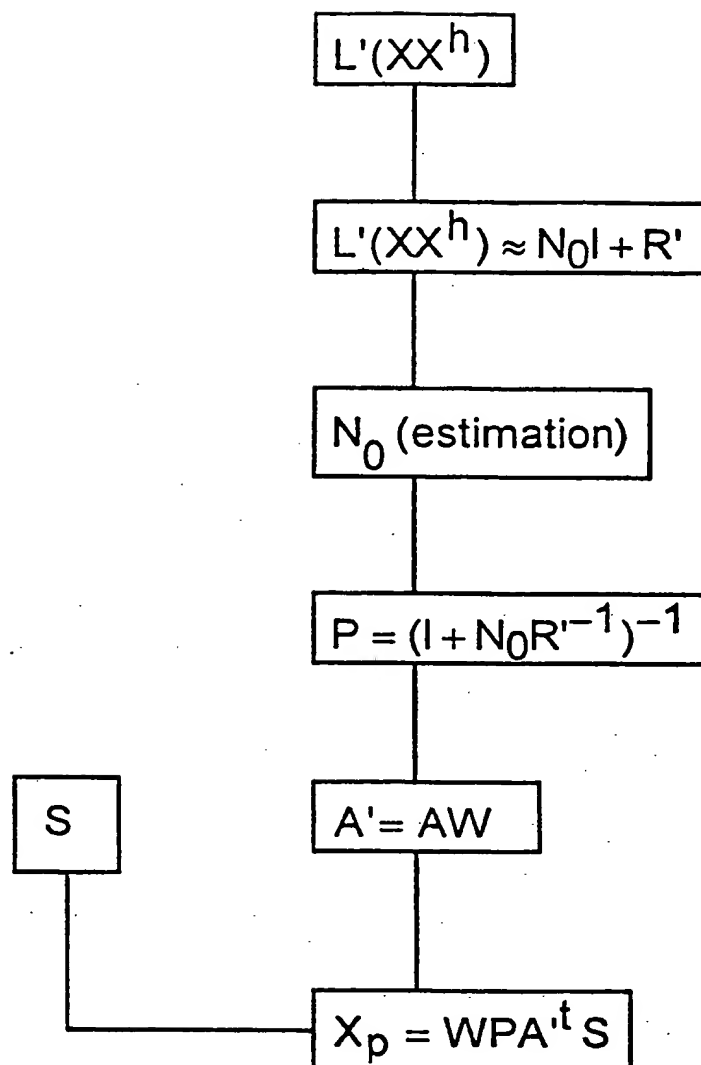 L'(XX^h)
L'(XX^h) ≈ N₀I + R'
N₀ (estimation)
P = (I + N₀R'⁻¹)⁻¹
S
A' = AW
Xₚ = WPA'ᵗ S